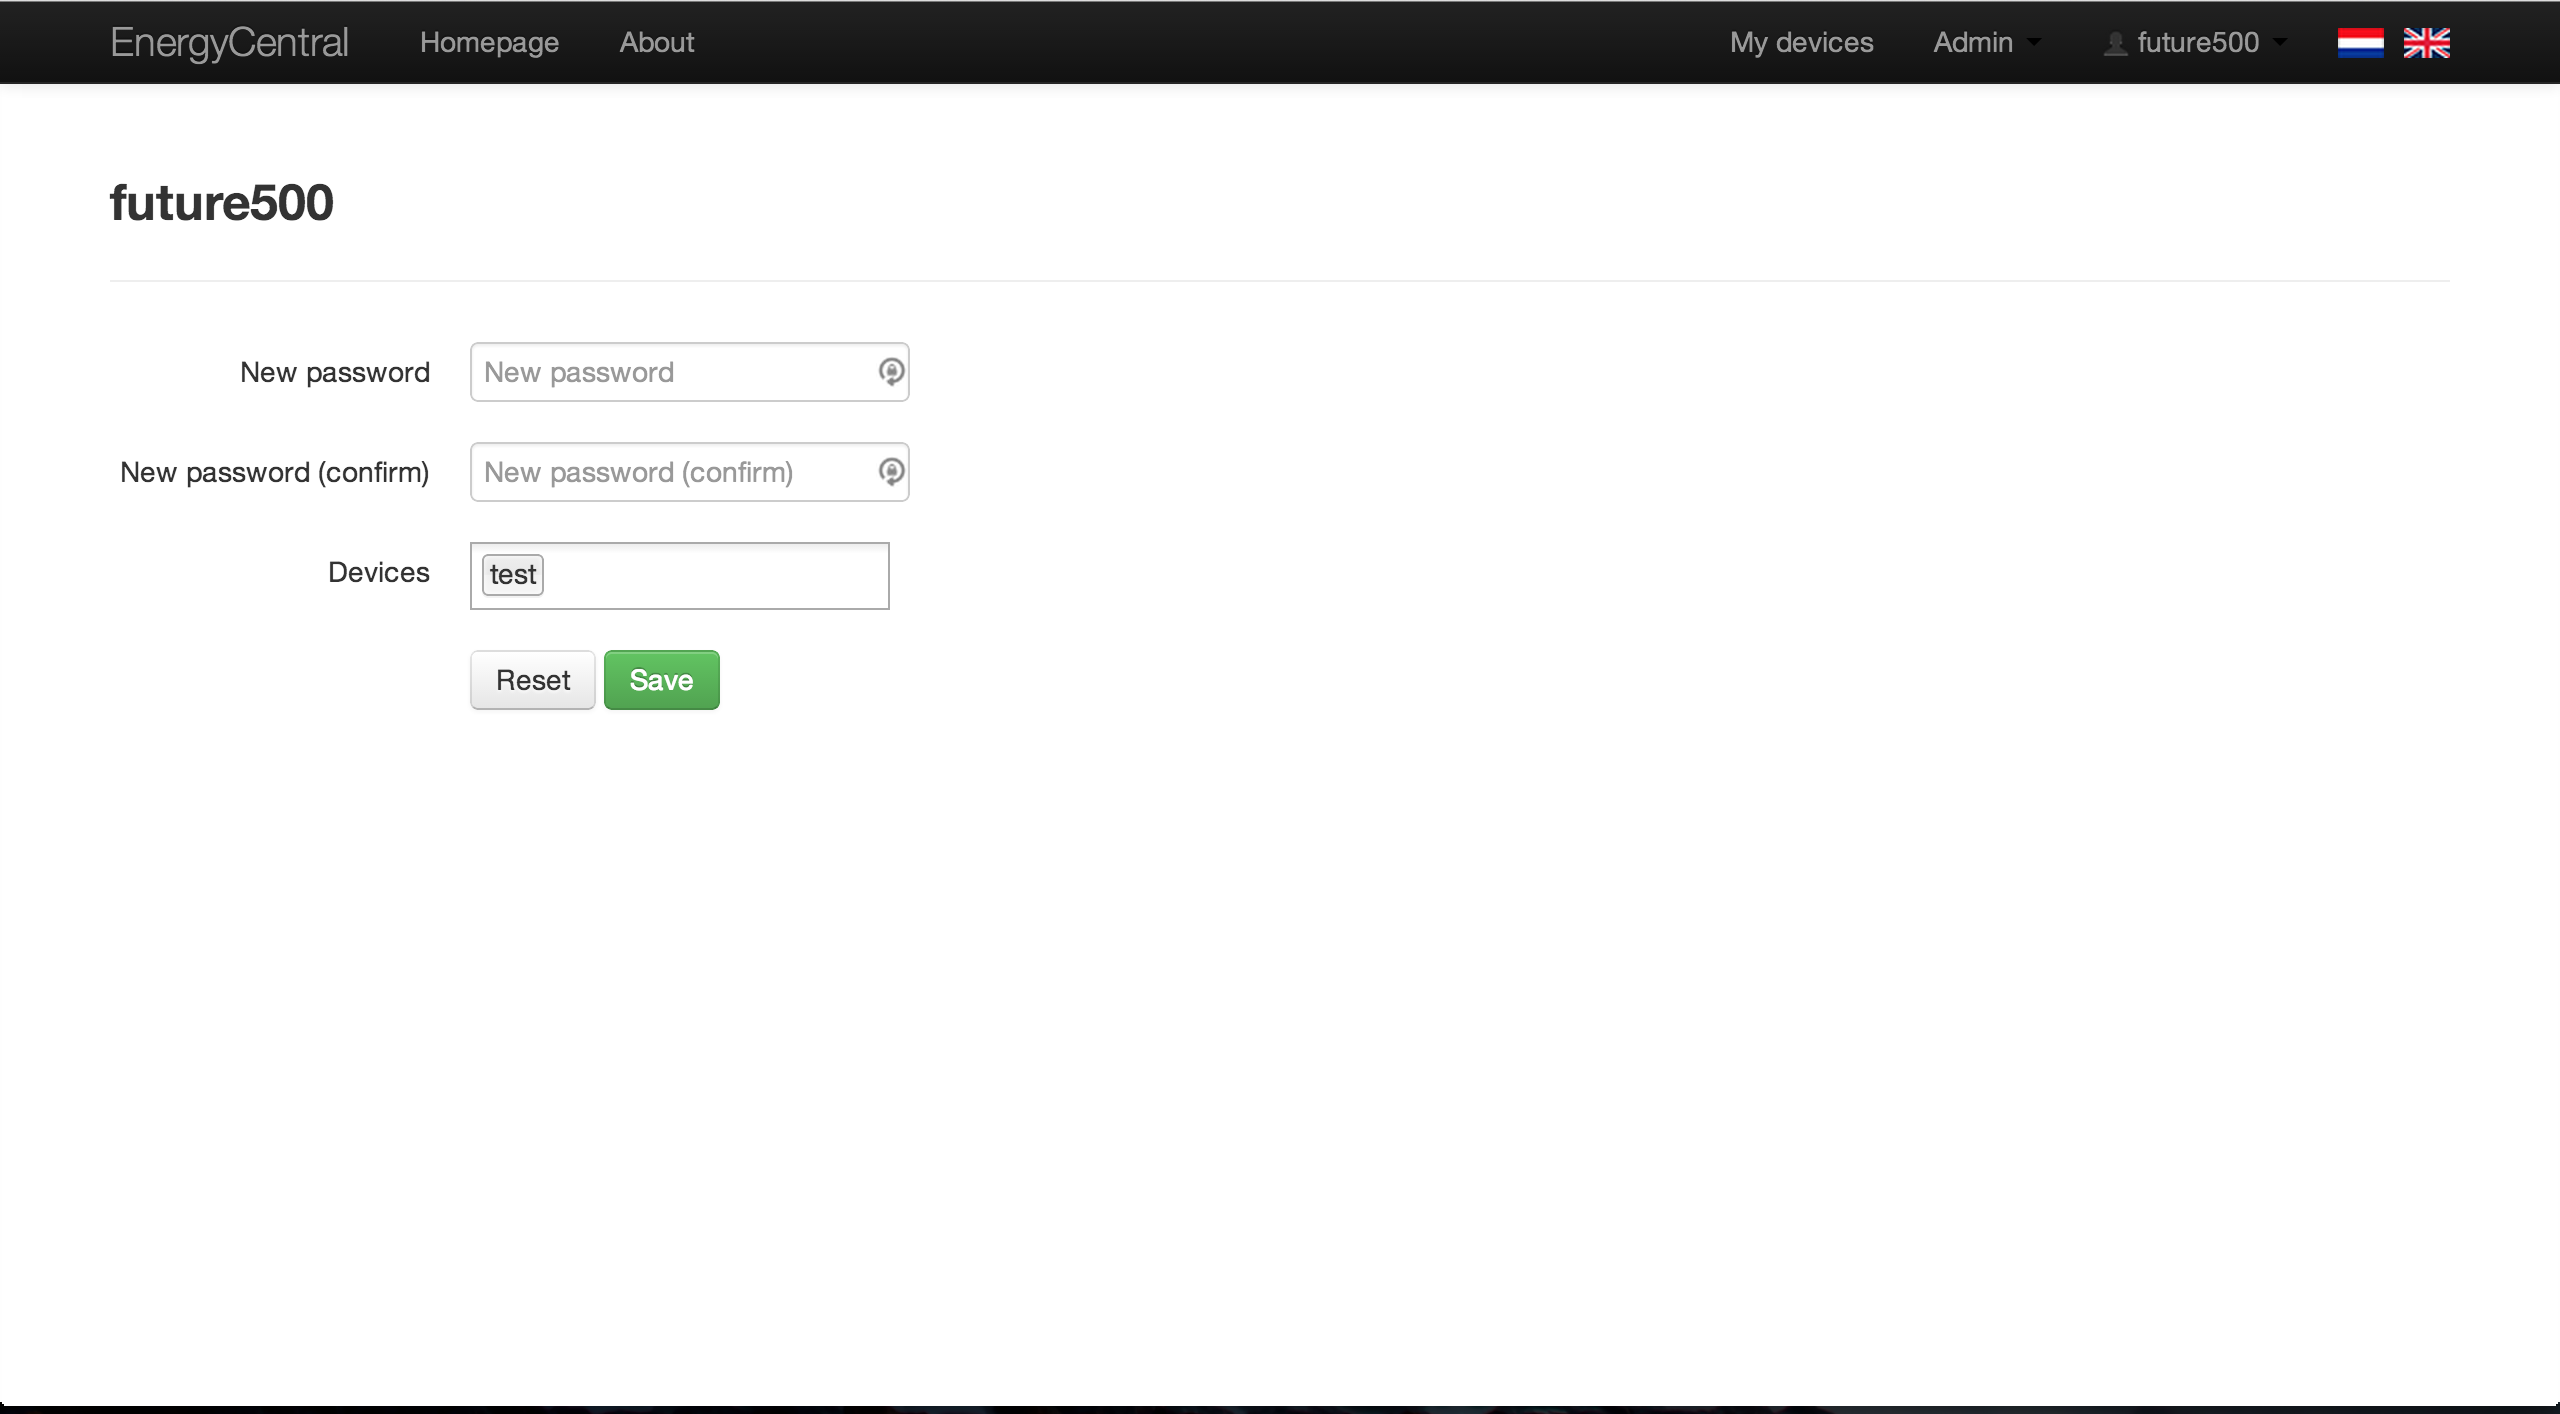 EnergyCentral Homepage About My devices Admin future500
future500
New password New password
New password (confirm) New password (confirm)
Devices test
Reset Save